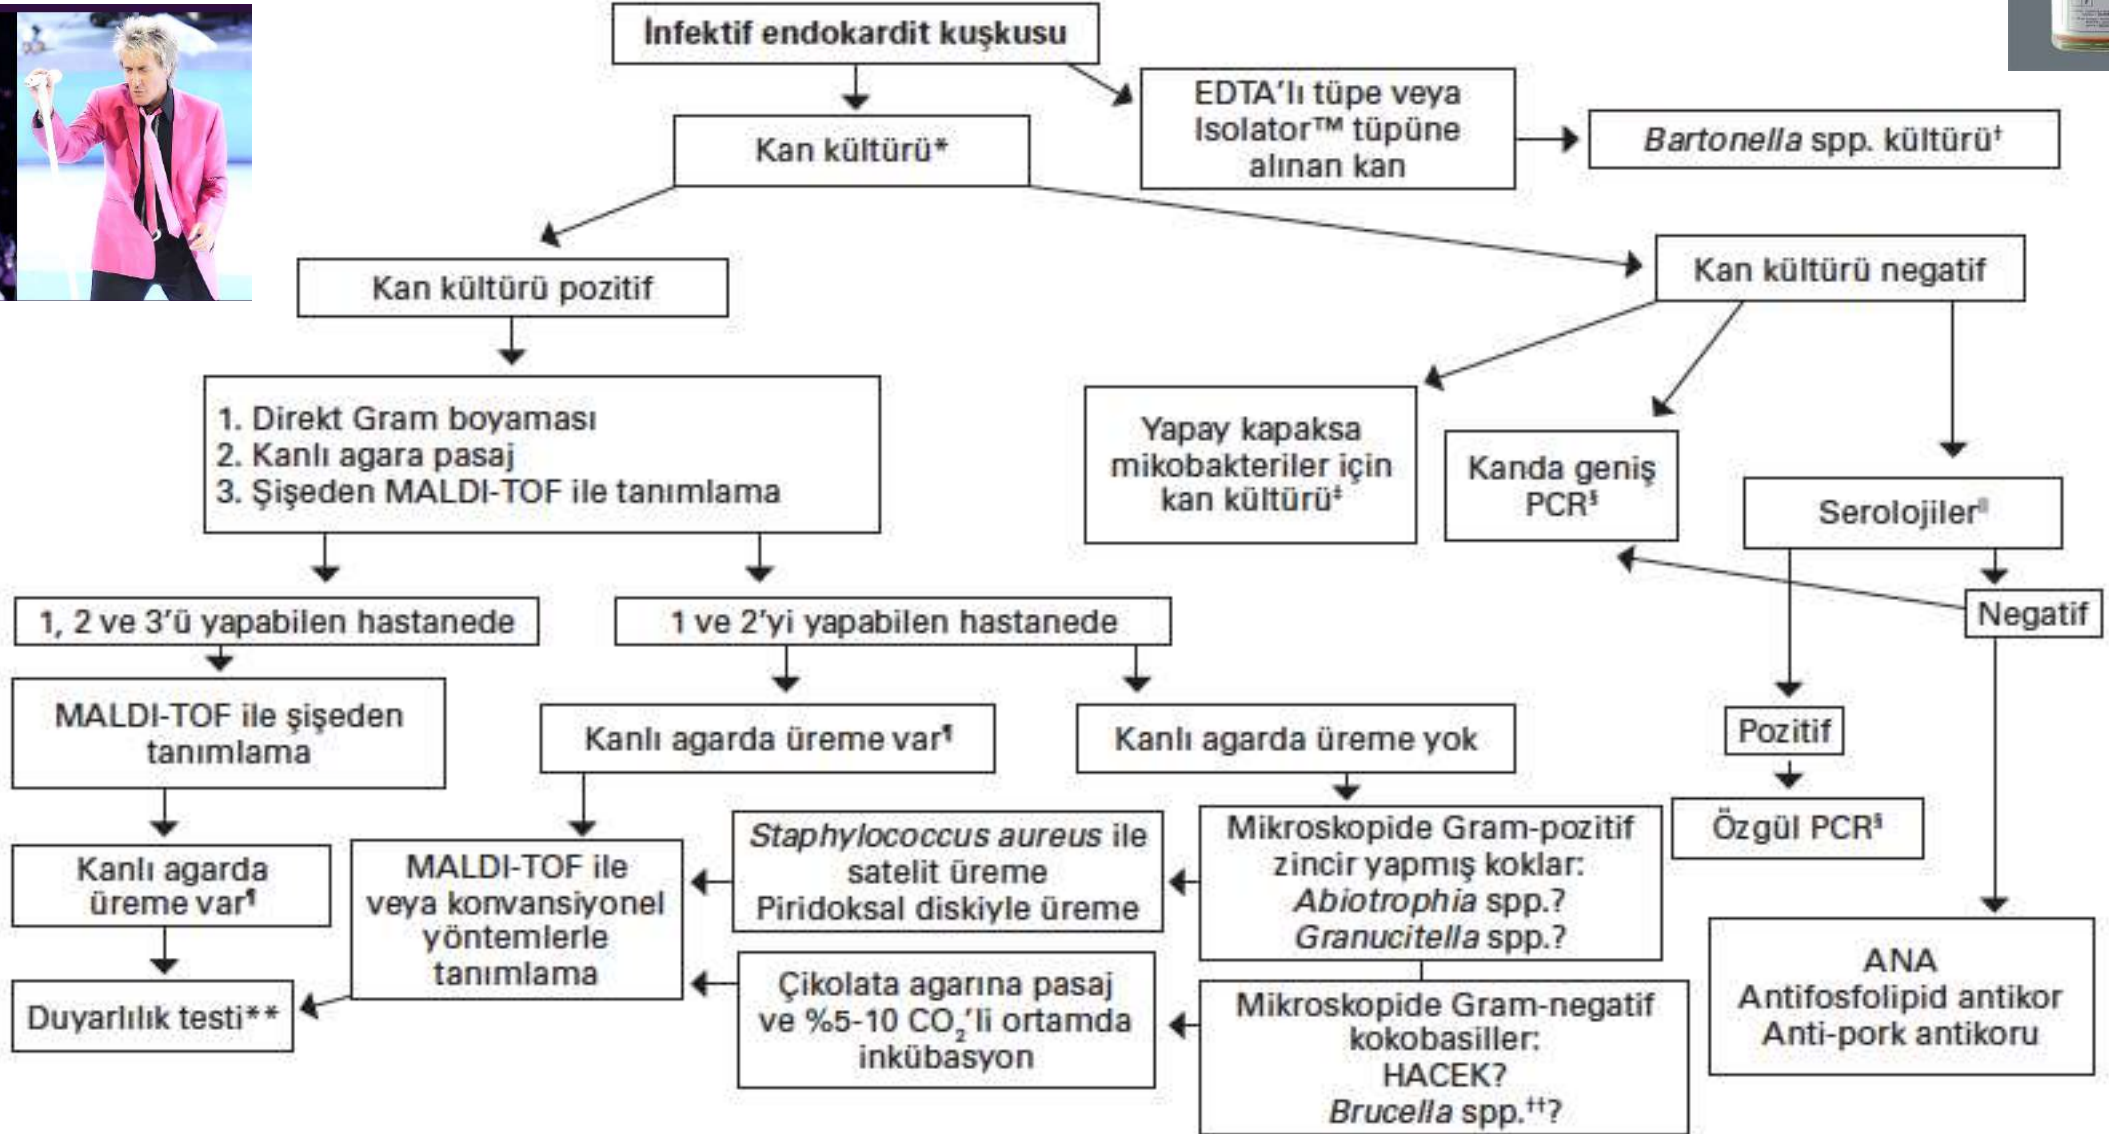 İnfektif endokardit kuşkusu
EDTA'lı tüpe veya
Isolator™ tüpüne
alınan kan
Bartonella spp. kültürü†
Kan kültürü*
Kan kültürü pozitif
Kan kültürü negatif
1. Direkt Gram boyaması
2. Kanlı agara pasaj
3. Şişeden MALDI-TOF ile tanımlama
Yapay kapaksa
mikobakteriler için
kan kültürü‡
Kanda geniş
PCR§
Serolojiler||
Negatif
1, 2 ve 3'ü yapabilen hastanede
1 ve 2'yi yapabilen hastanede
MALDI-TOF ile şişeden
tanımlama
Kanlı agarda üreme var¶
Kanlı agarda üreme yok
Pozitif
Özgül PCR§
Kanlı agarda
üreme var¶
MALDI-TOF ile
veya konvansiyonel
yöntemlerle
tanımlama
Staphylococcus aureus ile
satelit üreme
Piridoksal diskiyle üreme
Mikroskopide Gram-pozitif
zincir yapmış koklar:
Abiotrophia spp.?
Granucitella spp.?
Duyarlılık testi**
Çikolata agarına pasaj
ve %5-10 CO₂'li ortamda
inkübasyon
Mikroskopide Gram-negatif
kokobasiller:
HACEK?
Brucella spp.††?
ANA
Antifosfolipid antikor
Anti-pork antikoru